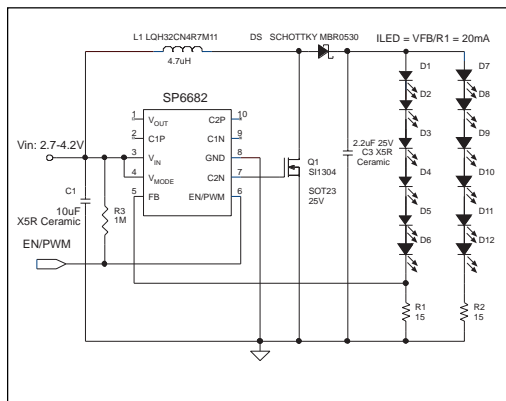 L1 LQH32CN4R7M11
DS SCHOTTKY MBR0530
ILED = VFB/R1 = 20mA
4.7uH
D1
D7
D2
D8
SP6682
1 VOUT C2P 10
2 C1P C1N 9
3 VIN GND 8
4 VMODE C2N 7
5 FB EN/PWM 6
Vin: 2.7-4.2V
2.2uF 25V
C3 X5R
Ceramic
D3
D9
Q1
SI1304
SOT23
25V
D4
D10
C1
10uF
X5R Ceramic
R3
1M
D5
D11
D6
D12
EN/PWM
R1
15
R2
15